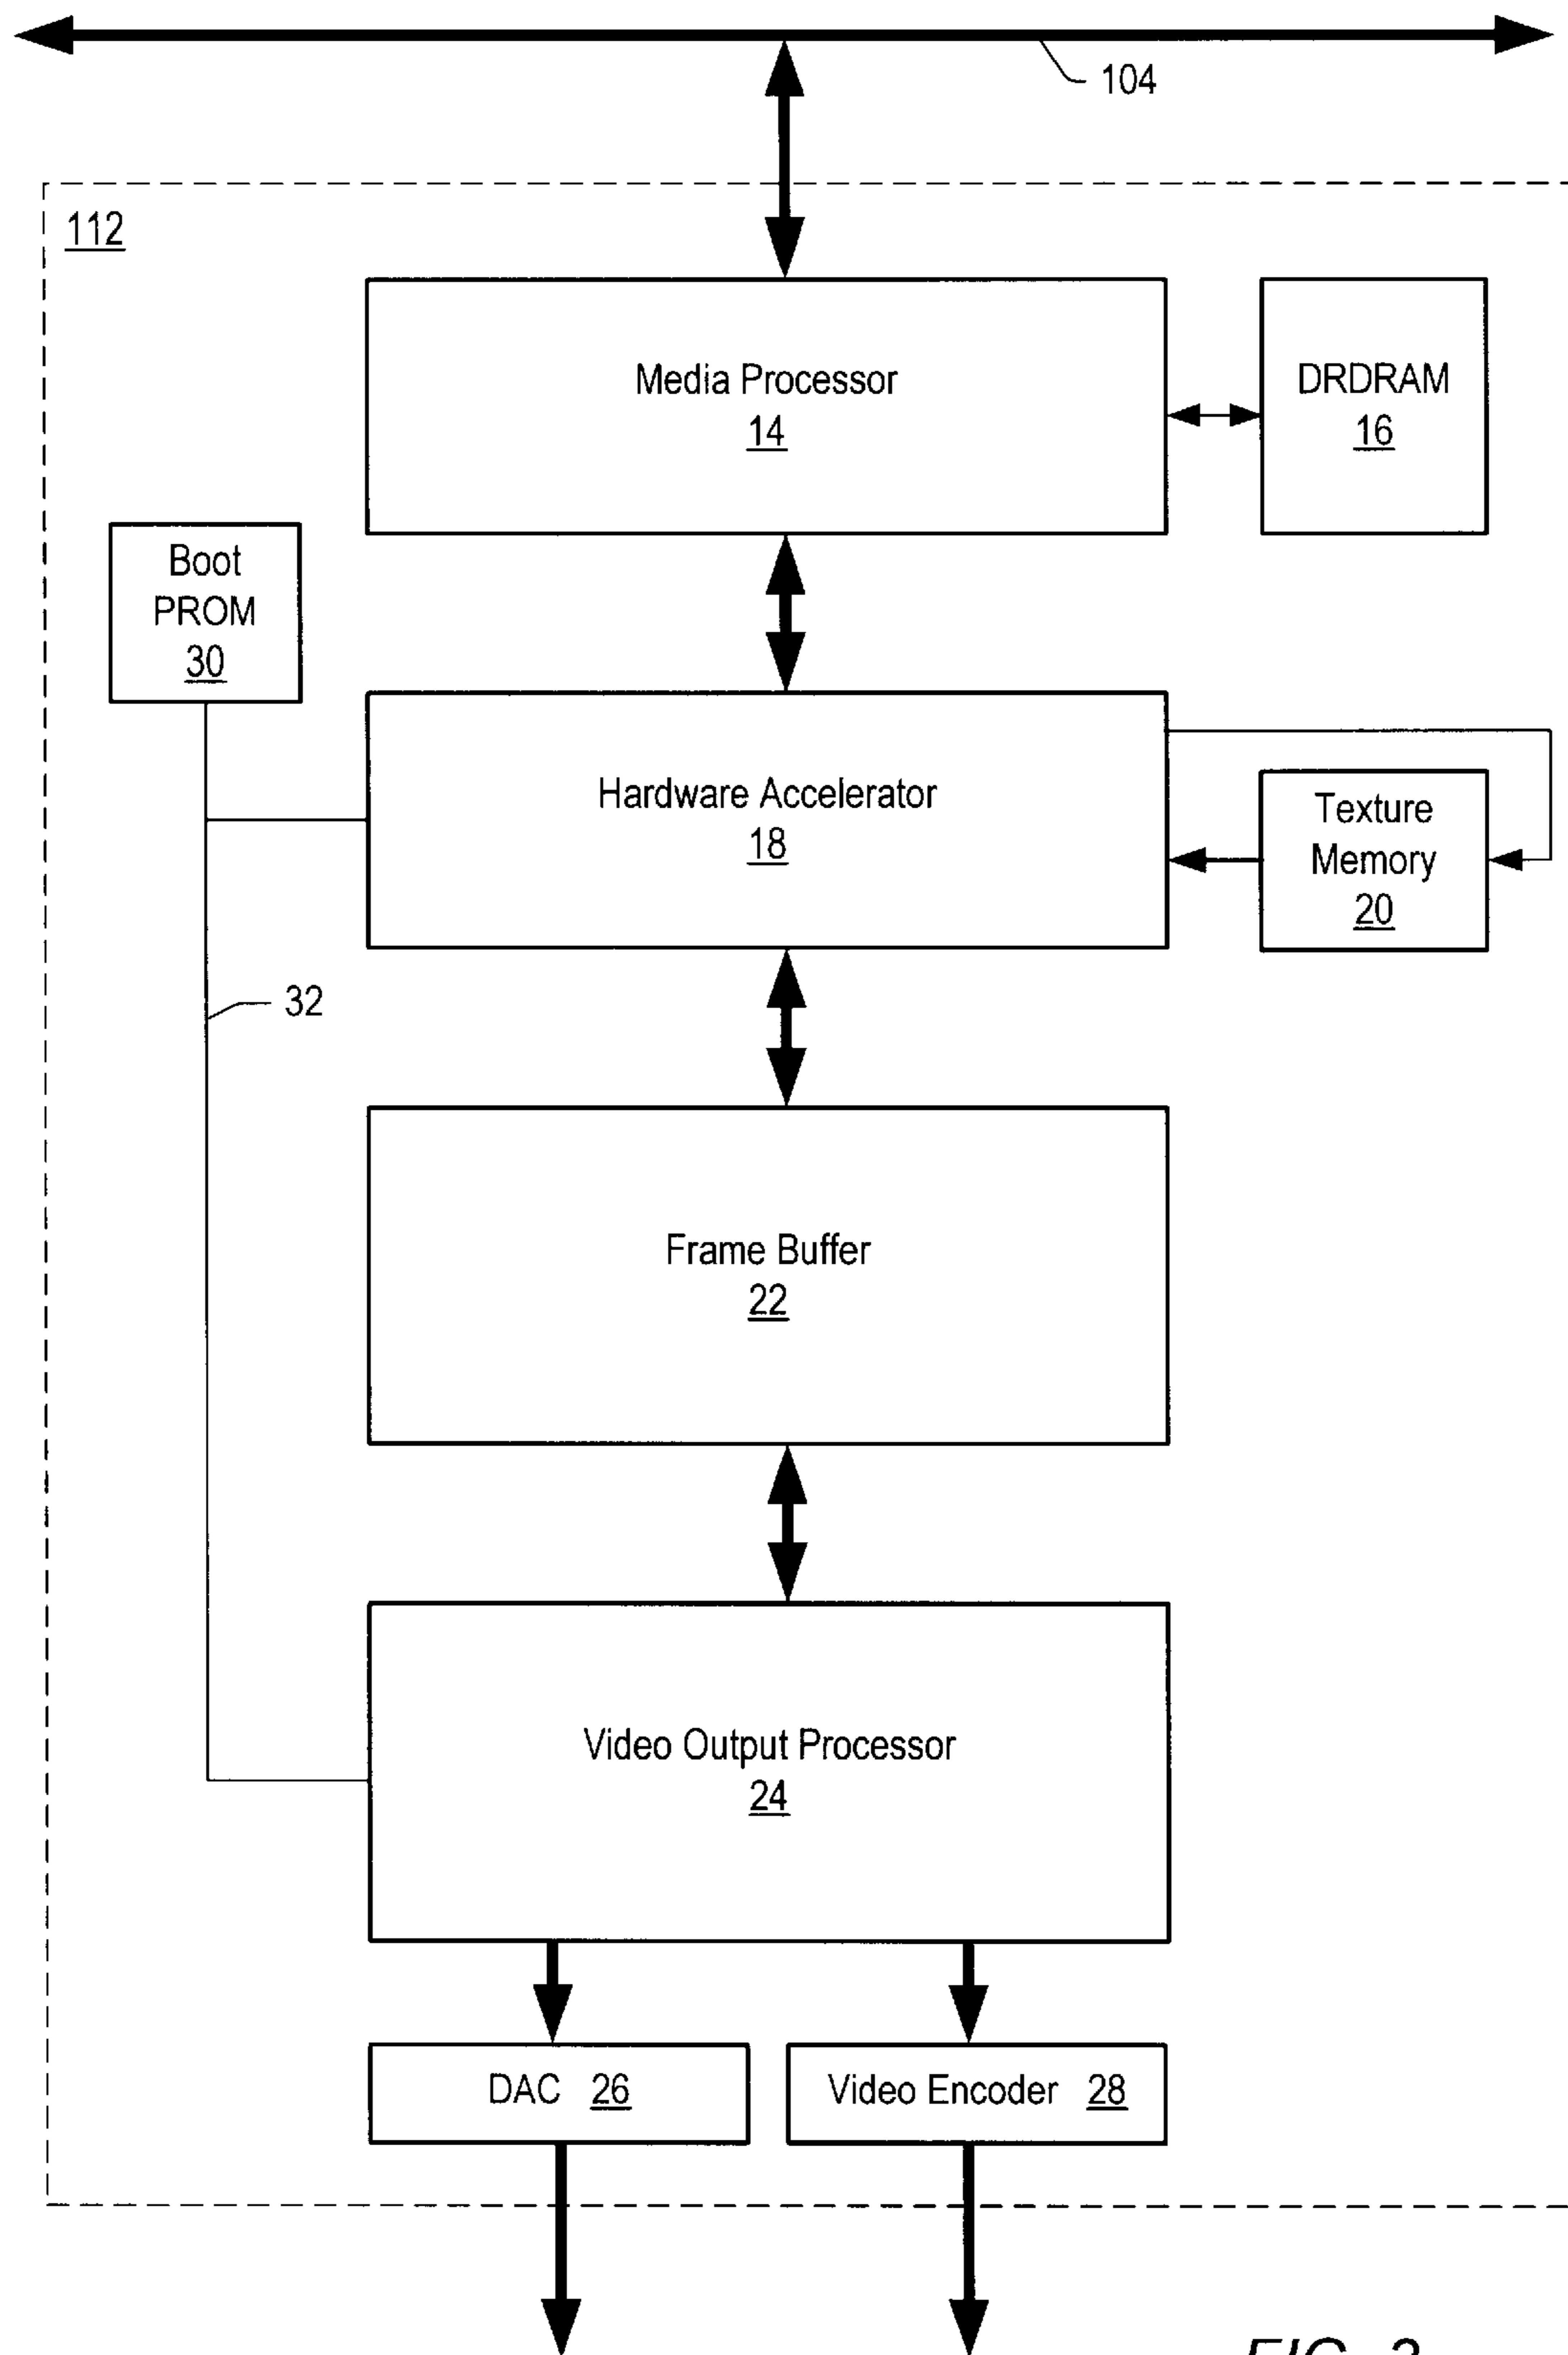 104
112
Media Processor
14
DRDRAM
16
Boot
PROM
30
Hardware Accelerator
18
Texture
Memory
20
32
Frame Buffer
22
Video Output Processor
24
DAC 26
Video Encoder 28